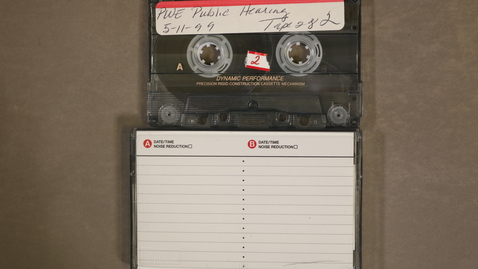 PWE Public Hearing
5-11-99 Tape 2 of 2
A 2
DYNAMIC PERFORMANCE
PRECISION RIGID CONSTRUCTION CASSETTE MECHANISM
A DATE/TIME B DATE/TIME
NOISE REDUCTION NOISE REDUCTION